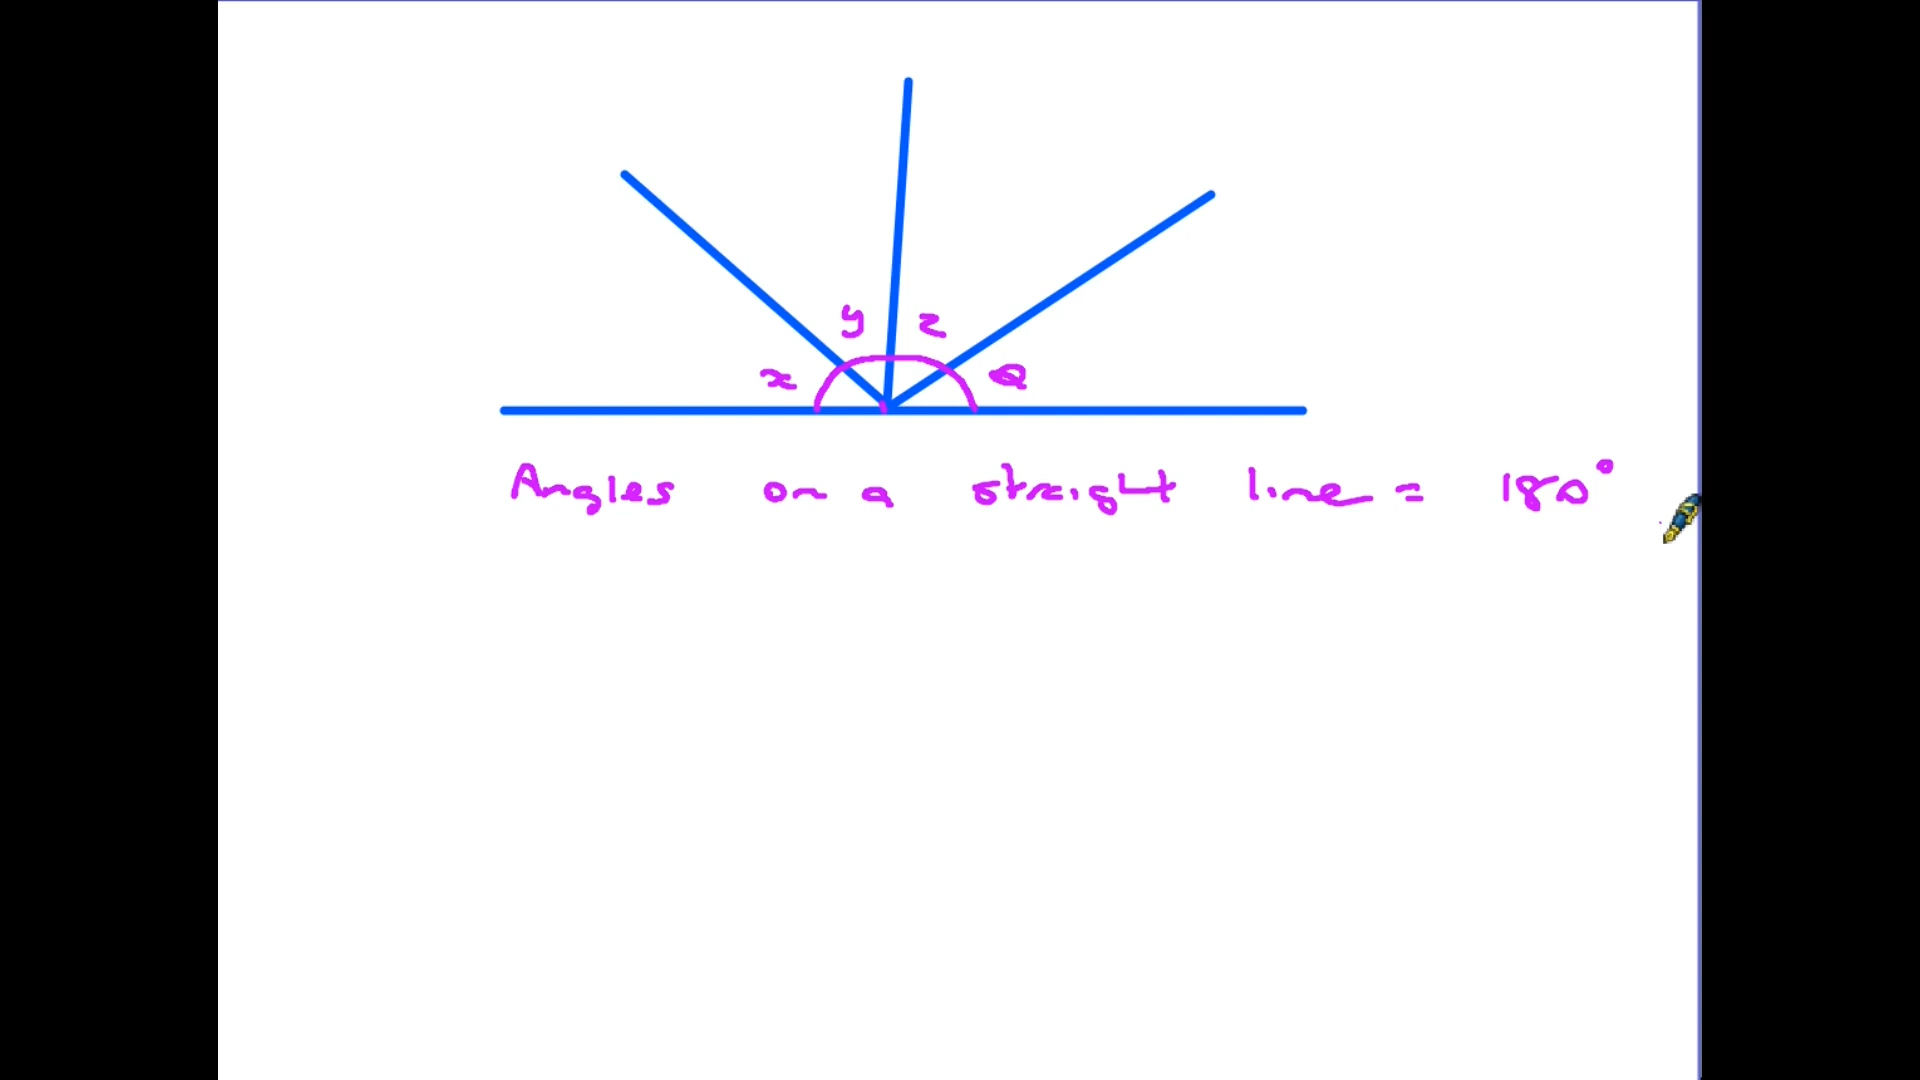 y z
x
Angles on a straight line = 180°